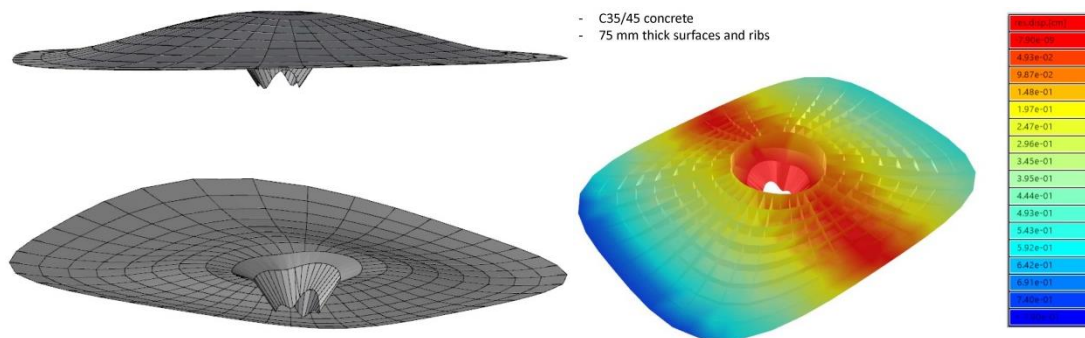 - C35/45 concrete
- 75 mm thick surfaces and ribs
4.93e-02
9.87e-02
1.48e-01
1.97e-01
2.47e-01
2.96e-01
3.45e-01
3.95e-01
4.44e-01
4.93e-01
5.43e-01
5.92e-01
6.42e-01
6.91e-01
7.40e-01